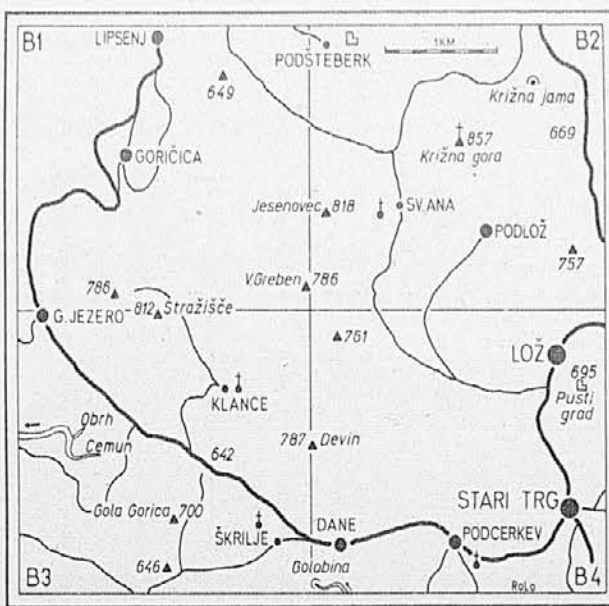 B1
LIPSENJ
PODŠTEBERK
1KM
B2
649
Križna jama
669
857
Križna gora
GORIČICA
Jesenovec 818
SV.ANA
PODLOŽ
757
786
V.Greben 786
812 Stražišče
G.JEZERO
761
LOŽ
695
Pusti
grad
KLANCE
Obrh
Cemun
642
787 Devin
Gola Gorica 700
STARI TRG
ŠKRILJE
DANE
PODCERKEV
646
Golobina
B3
RoLo
B4